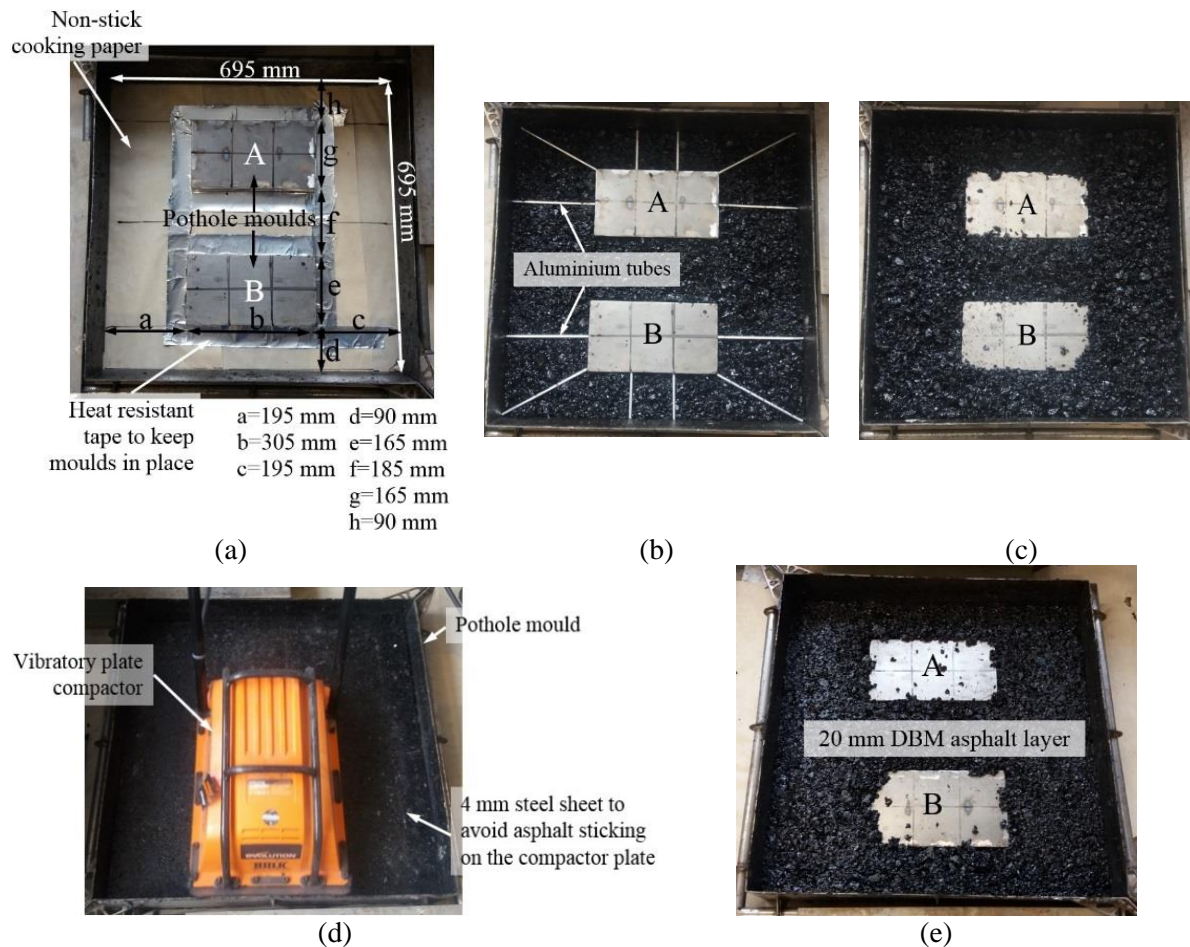 Non-stick
cooking paper
695 mm
h
g
A
695 mm
Pothole moulds
f
B
e
a
b
c
d
Heat resistant
tape to keep
moulds in place
a=195 mm d=90 mm
b=305 mm e=165 mm
c=195 mm f=185 mm
g=165 mm
h=90 mm
(a)
A
Aluminium tubes
B
(b)
A
B
(c)
Vibratory plate
compactor
Pothole mould
evolution
HULK
4 mm steel sheet to
avoid asphalt sticking
on the compactor plate
(d)
A
20 mm DBM asphalt layer
B
(e)